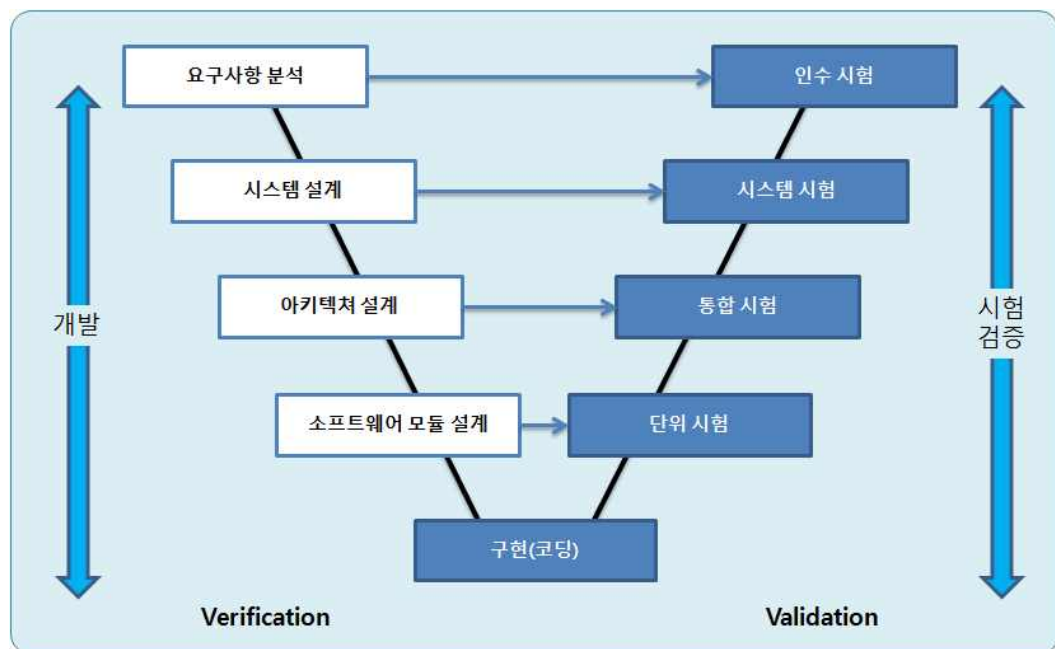 요구사항 분석
인수 시험
시스템 설계
시스템 시험
아키텍쳐 설계
통합 시험
개발
시험
검증
소프트웨어 모듈 설계
단위 시험
구현(코딩)
Verification
Validation